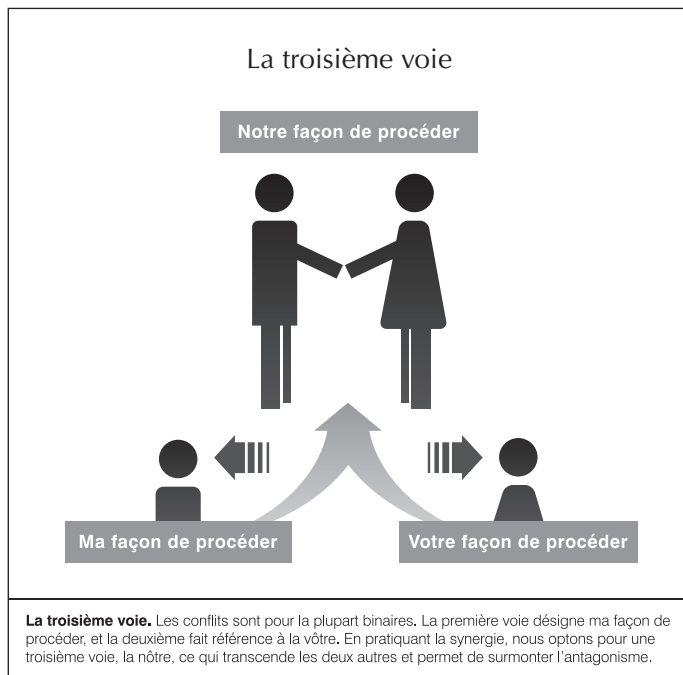 La troisième voie
Notre façon de procéder
Ma façon de procéder
Votre façon de procéder
La troisième voie. Les conflits sont pour la plupart binaires. La première voie désigne ma façon de
procéder, et la deuxième fait référence à la vôtre. En pratiquant la synergie, nous optons pour une
troisième voie, la nôtre, ce qui transcende les deux autres et permet de surmonter l'antagonisme.